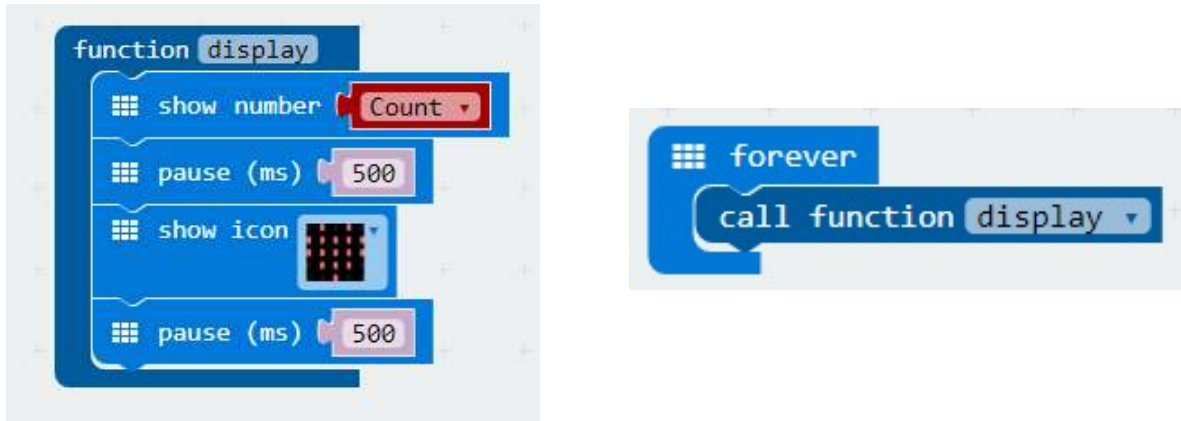 function display
show number Count
pause (ms) 500
show icon
pause (ms) 500
forever
call function display